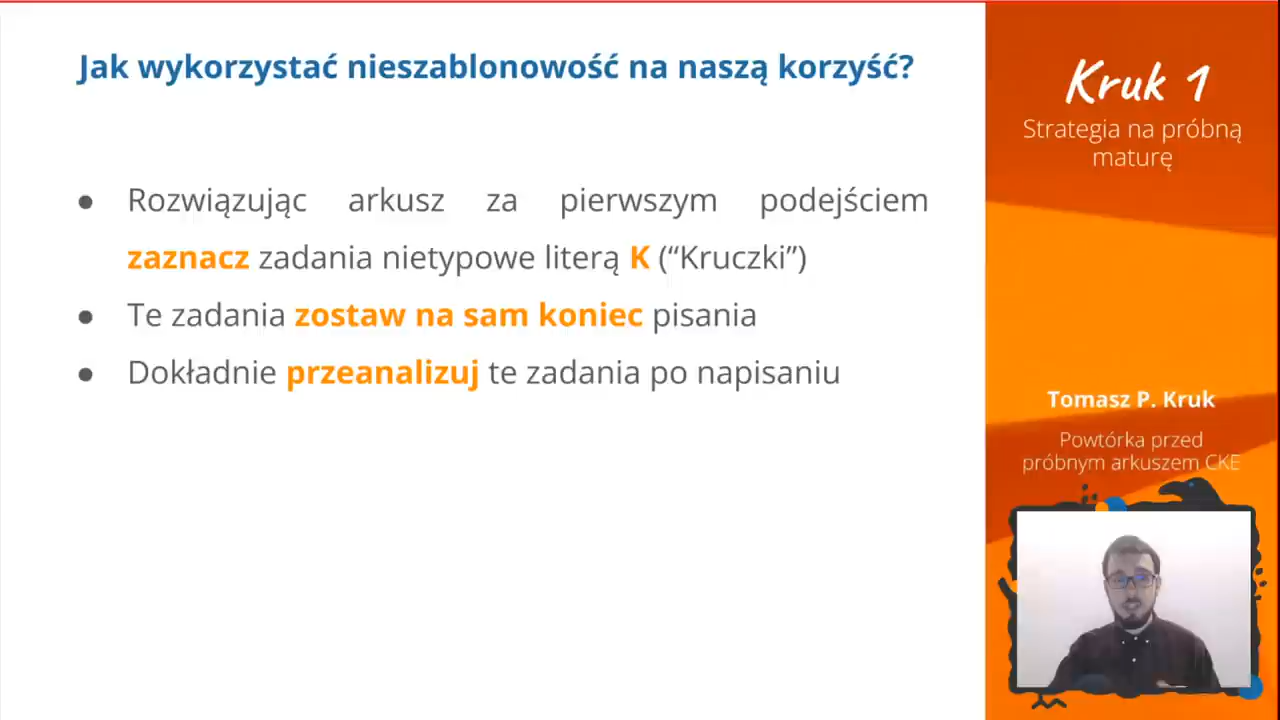 Jak wykorzystać nieszablonowość na naszą korzyść?
● Rozwiązując arkusz za pierwszym podejściem
zaznacz zadania nietypowe literą K (“Kruczki”)
● Te zadania zostaw na sam koniec pisania
● Dokładnie przeanalizuj te zadania po napisaniu
Kruk 1
Strategia na próbną
maturę
Tomasz P. Kruk
Powtórka przed
próbnym arkuszem CKE